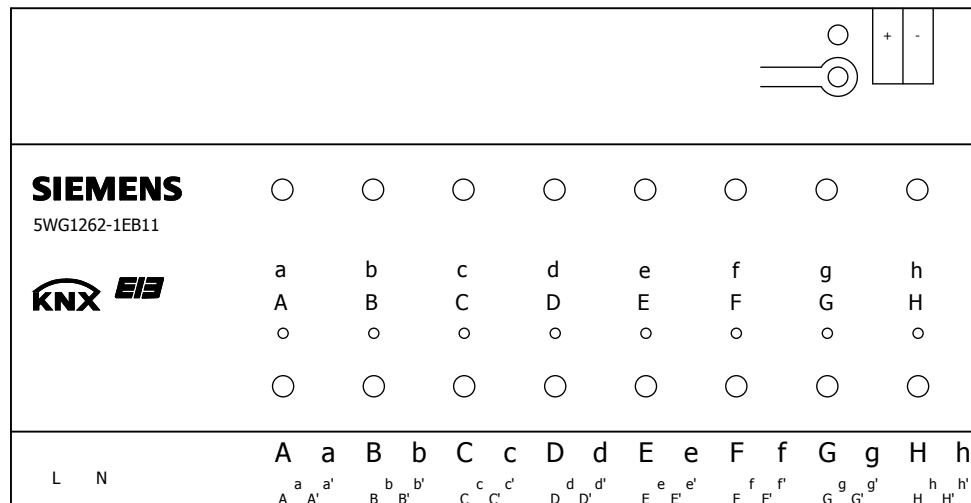 + -
SIEMENS
5WG1262-1EB11
KNX EIB
a b c d e f g h
A B C D E F G H
A a B b C c D d E e F f G g H h
L N
a a' b b' c c' d d' e e' f f' g g' h h'
A A' B B' C C' D D' E E' F F' G G' H H'